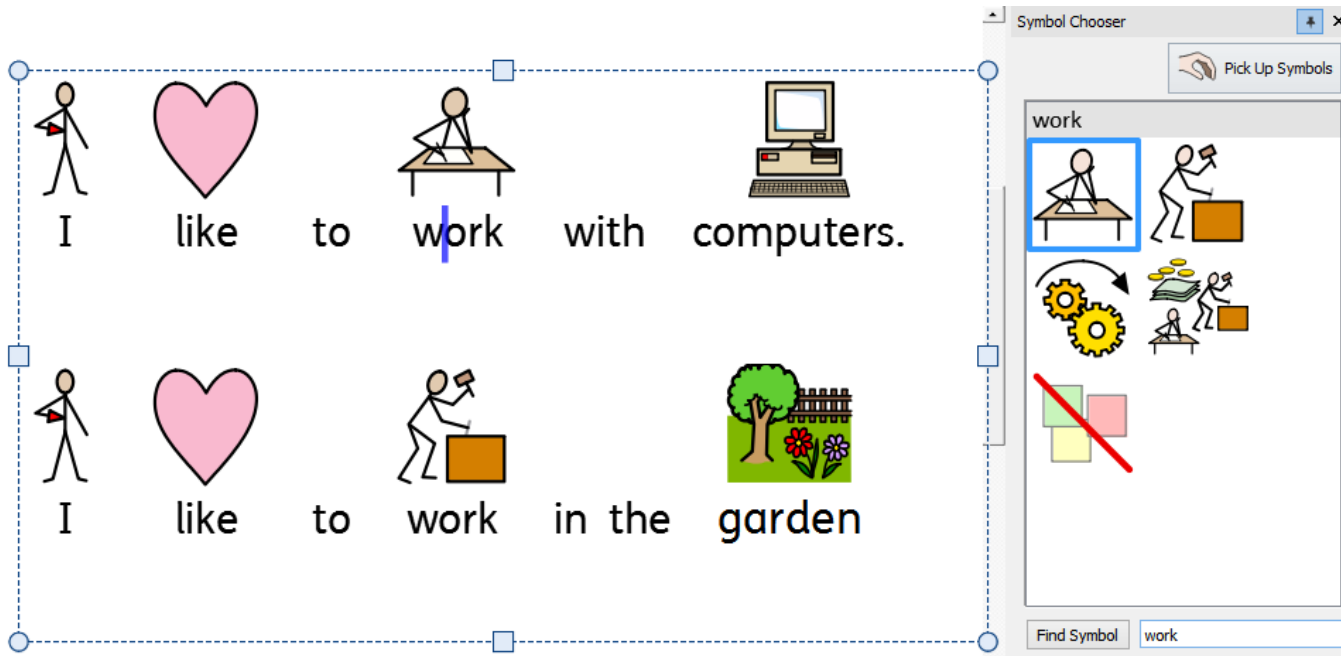 I like to work with computers.
I like to work in the garden
Symbol Chooser
Pick Up Symbols
work
Find Symbol
work